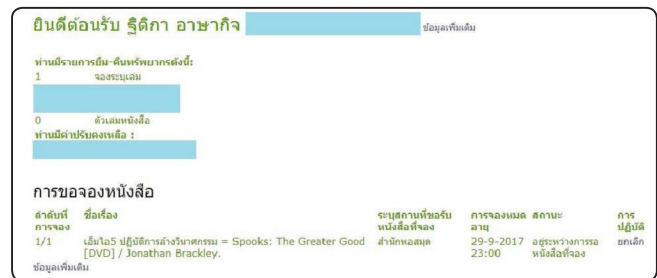 ยินดีต้อนรับ ฐิติกา อาษากิจ ข้อมูลเพิ่มเติม
ท่านมีรายการยืม-คืนทรัพยากรดังนี้:
1 จองระบุเล่ม
0 ตัวเล่มหนังสือ
ท่านมีค่าปรับคงเหลือ :
การขอจองหนังสือ
ลำดับที่ ชื่อเรื่อง ระบุสถานที่ขอรับ การจองหมด สถานะ การ
การจอง หนังสือที่จอง อายุ ปฏิบัติ
1/1 เอ็มไอ5 ปฏิบัติการล้างวินาศกรรม = Spooks: The Greater Good สำนักหอสมุด 29-9-2017 อยู่ระหว่างการรอ ยกเลิก
[DVD] / Jonathan Brackley. 23:00 หนังสือที่จอง
ข้อมูลเพิ่มเติม